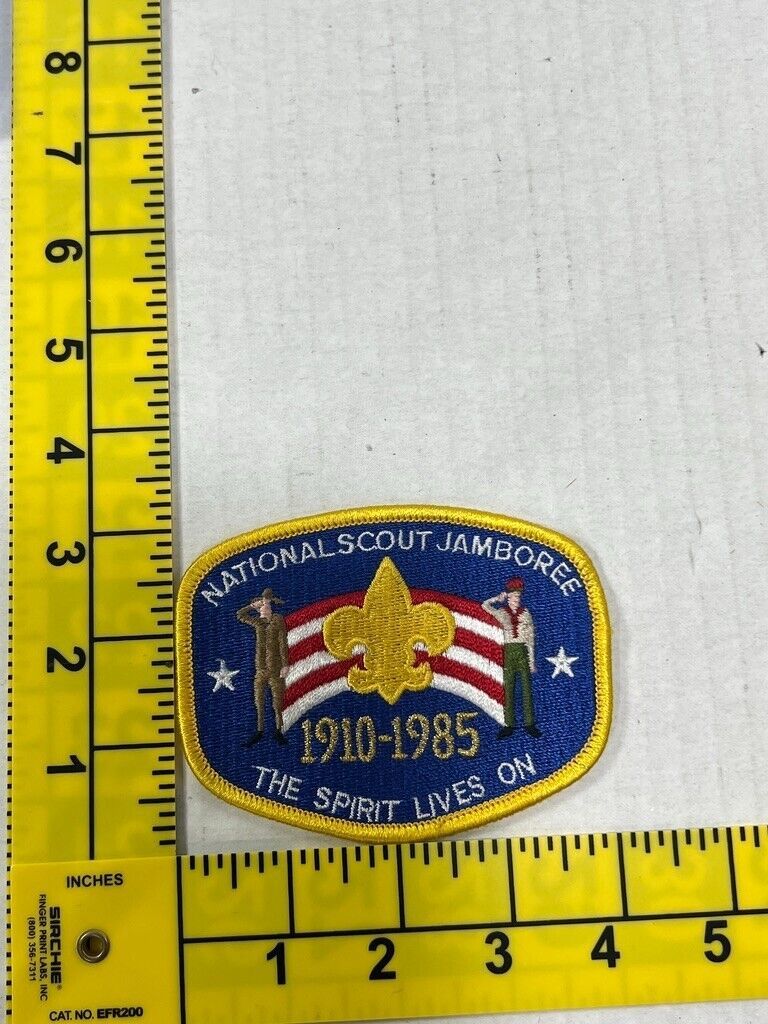 8
7
6
5
4
3
2
1
NATIONAL SCOUT JAMBOREE
1910-1985
THE SPIRIT LIVES ON
INCHES
SIRCHIE®
FINGER PRINT LABS, INC
(800) 356-7311
CAT. NO. EFR200
1
2
3
4
5